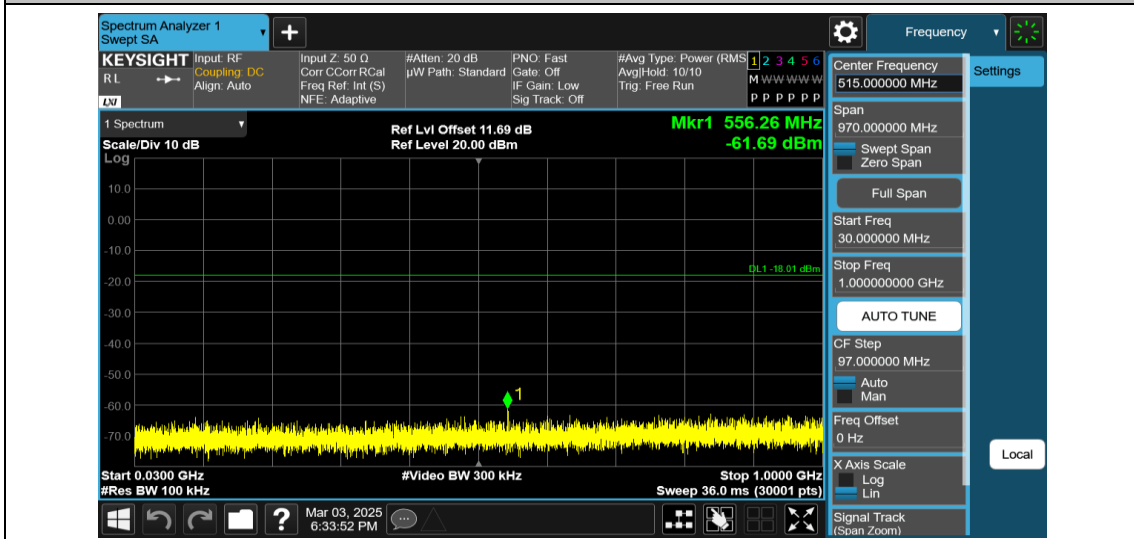 Spectrum Analyzer 1
Swept SA
+
Frequency
KEYSIGHT
RL
LXI
Input: RF
Coupling: DC
Align: Auto
Input Z: 50 Ω
Corr CCorr RCal
Freq Ref: Int (S)
NFE: Adaptive
#Atten: 20 dB
µW Path: Standard
PNO: Fast
Gate: Off
IF Gain: Low
Sig Track: Off
#Avg Type: Power (RMS
Avg|Hold: 10/10
Trig: Free Run
1 2 3 4 5 6
M W W W W W
P P P P P P
Center Frequency
515.000000 MHz
Settings
Span
970.000000 MHz
Swept Span
Zero Span
Full Span
Start Freq
30.000000 MHz
Stop Freq
1.000000000 GHz
AUTO TUNE
CF Step
97.000000 MHz
Auto
Man
Freq Offset
0 Hz
X Axis Scale
Log
Lin
Signal Track
(Span Zoom)
Local
1 Spectrum
Scale/Div 10 dB
Log
Ref Lvl Offset 11.69 dB
Ref Level 20.00 dBm
Mkr1 556.26 MHz
-61.69 dBm
10.0
0.00
-10.0
DL1 -18.01 dBm
-20.0
-30.0
-40.0
-50.0
1
-60.0
-70.0
Start 0.0300 GHz
#Res BW 100 kHz
#Video BW 300 kHz
Stop 1.0000 GHz
Sweep 36.0 ms (30001 pts)
?
Mar 03, 2025
6:33:52 PM